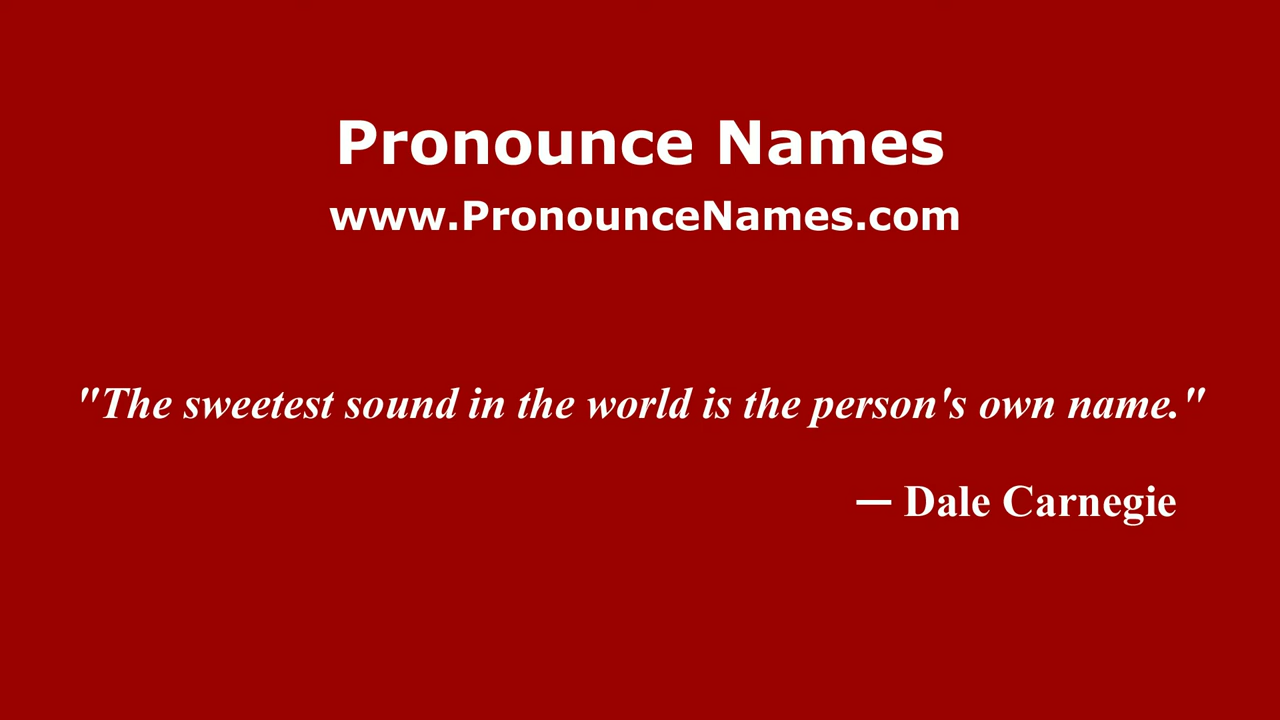 Pronounce Names
www.PronounceNames.com
"The sweetest sound in the world is the person's own name."
— Dale Carnegie